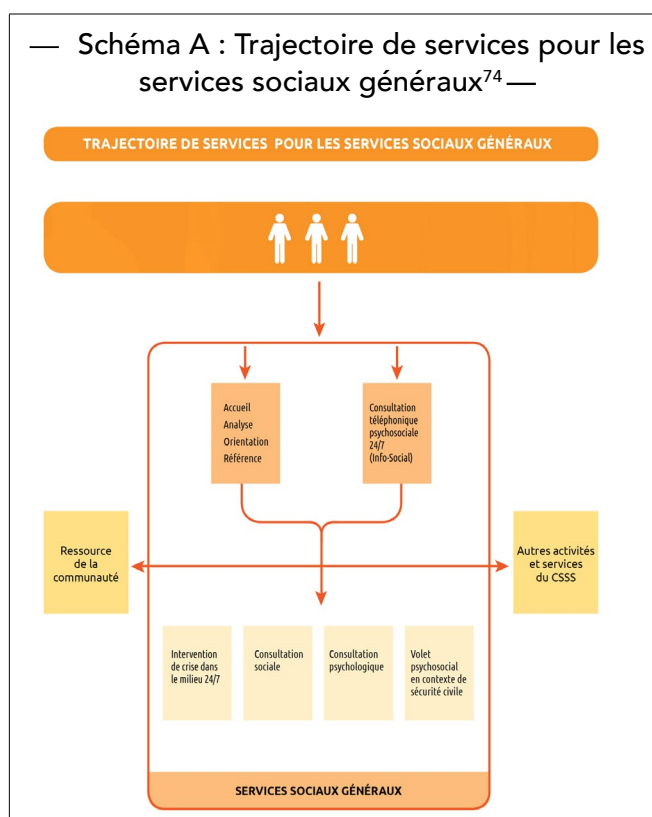 — Schéma A : Trajectoire de services pour les
services sociaux généraux⁷⁴ —
TRAJECTOIRE DE SERVICES POUR LES SERVICES SOCIAUX GÉNÉRAUX
Accueil
Analyse
Orientation
Référence
Consultation
téléphonique
psychosociale
24/7
(Info-Social)
Ressource
de la
communauté
Autres activités
et services
du CSSS
Intervention
de crise dans
le milieu 24/7
Consultation
sociale
Consultation
psychologique
Volet
psychosocial
en contexte de
sécurité civile
SERVICES SOCIAUX GÉNÉRAUX